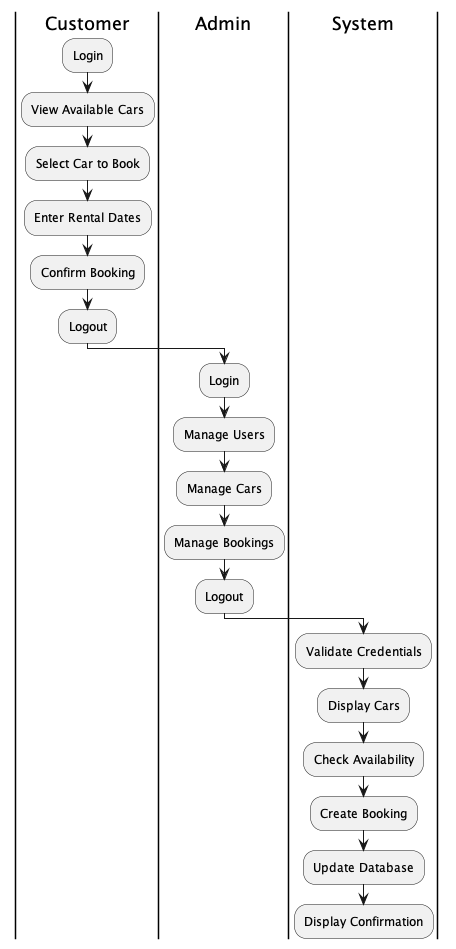 Customer
Admin
System
Login
View Available Cars
Select Car to Book
Enter Rental Dates
Confirm Booking
Logout
Login
Manage Users
Manage Cars
Manage Bookings
Logout
Validate Credentials
Display Cars
Check Availability
Create Booking
Update Database
Display Confirmation